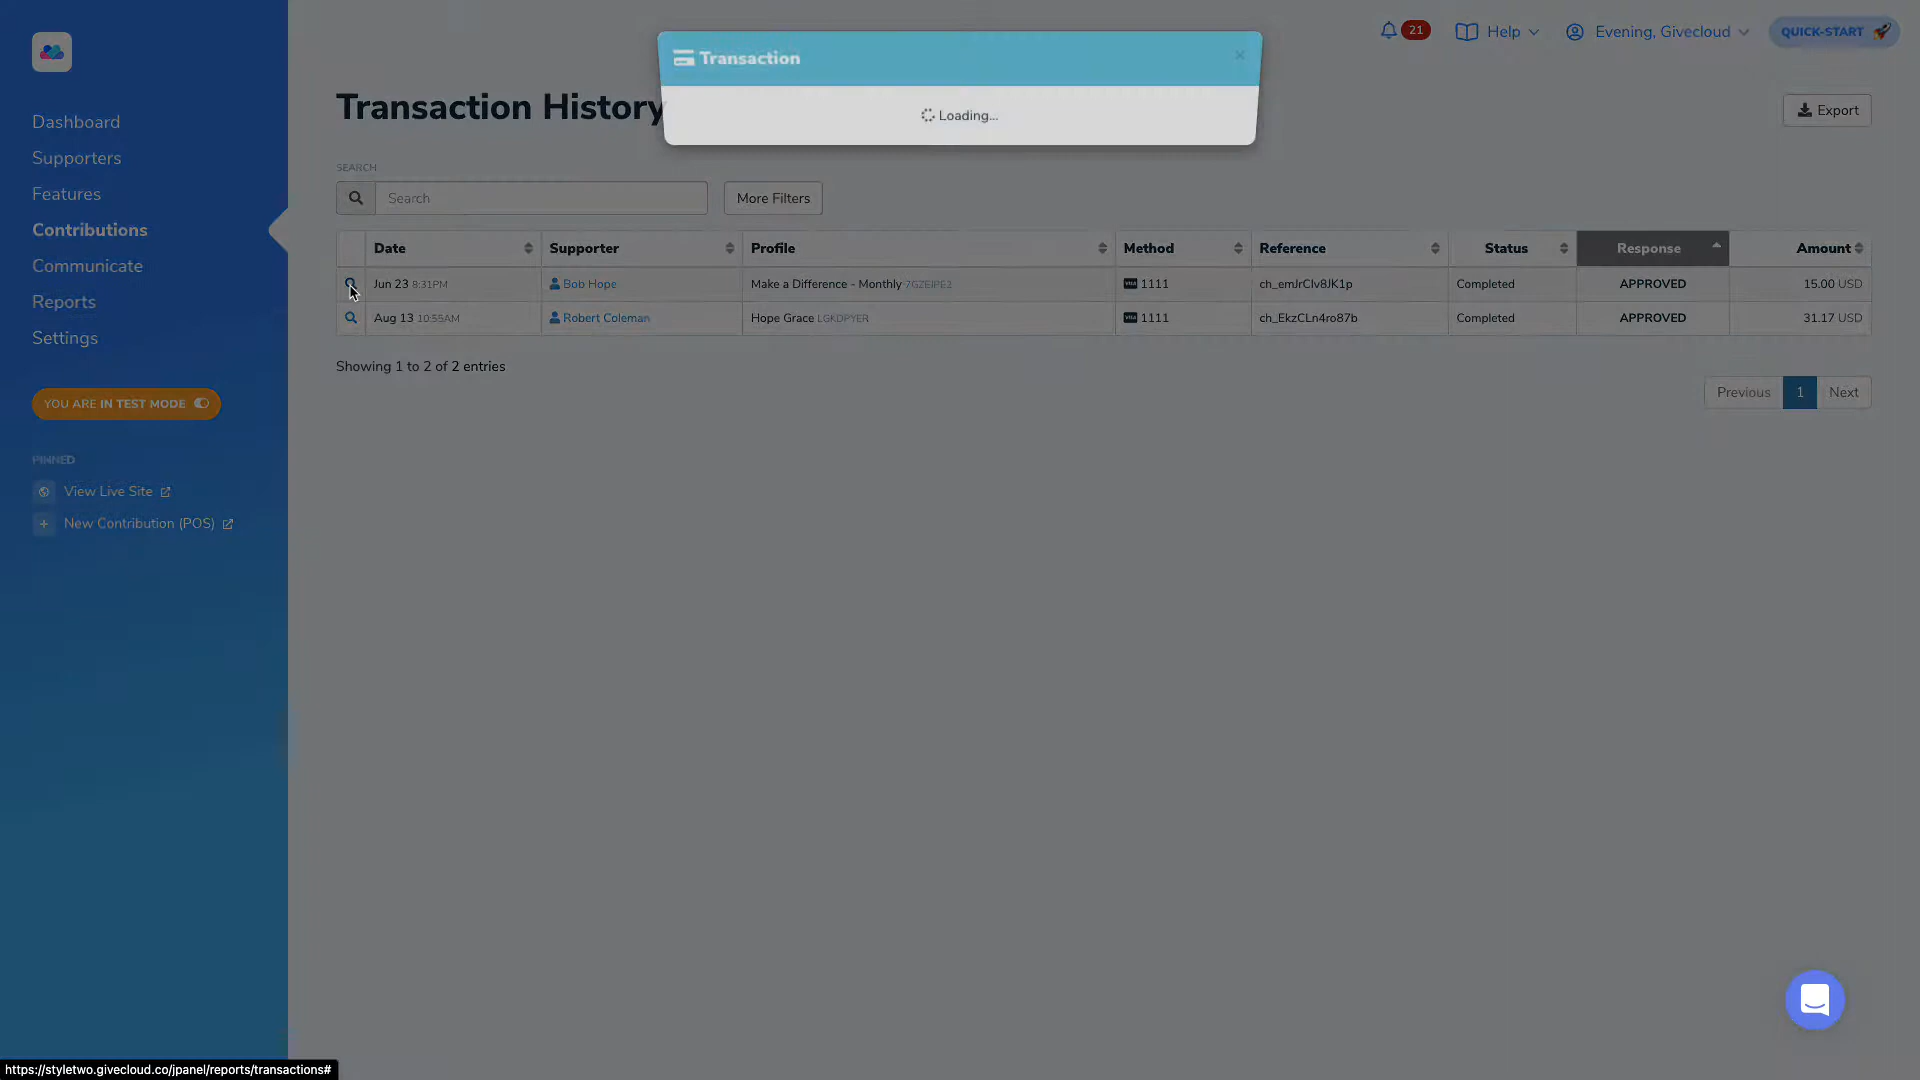 21
Help
Evening, Givecloud
QUICK-START
Transaction
×
Loading...
Transaction History
Export
Dashboard
Supporters
Features
Contributions
Communicate
Reports
Settings
YOU ARE IN TEST MODE
PINNED
View Live Site
New Contribution (POS)
SEARCH
Search
More Filters
Date Supporter Profile Method Reference Status Response Amount
Jun 23 8:31PM Bob Hope Make a Difference - Monthly 7GZEJPE2 VISA 1111 ch_emJrClv8JK1p Completed APPROVED 15.00 USD
Aug 13 10:55AM Robert Coleman Hope Grace LGKDPYER VISA 1111 ch_EkzCLn4ro87b Completed APPROVED 31.17 USD
Showing 1 to 2 of 2 entries
Previous 1 Next
https://styletwo.givecloud.co/jpanel/reports/transactions#